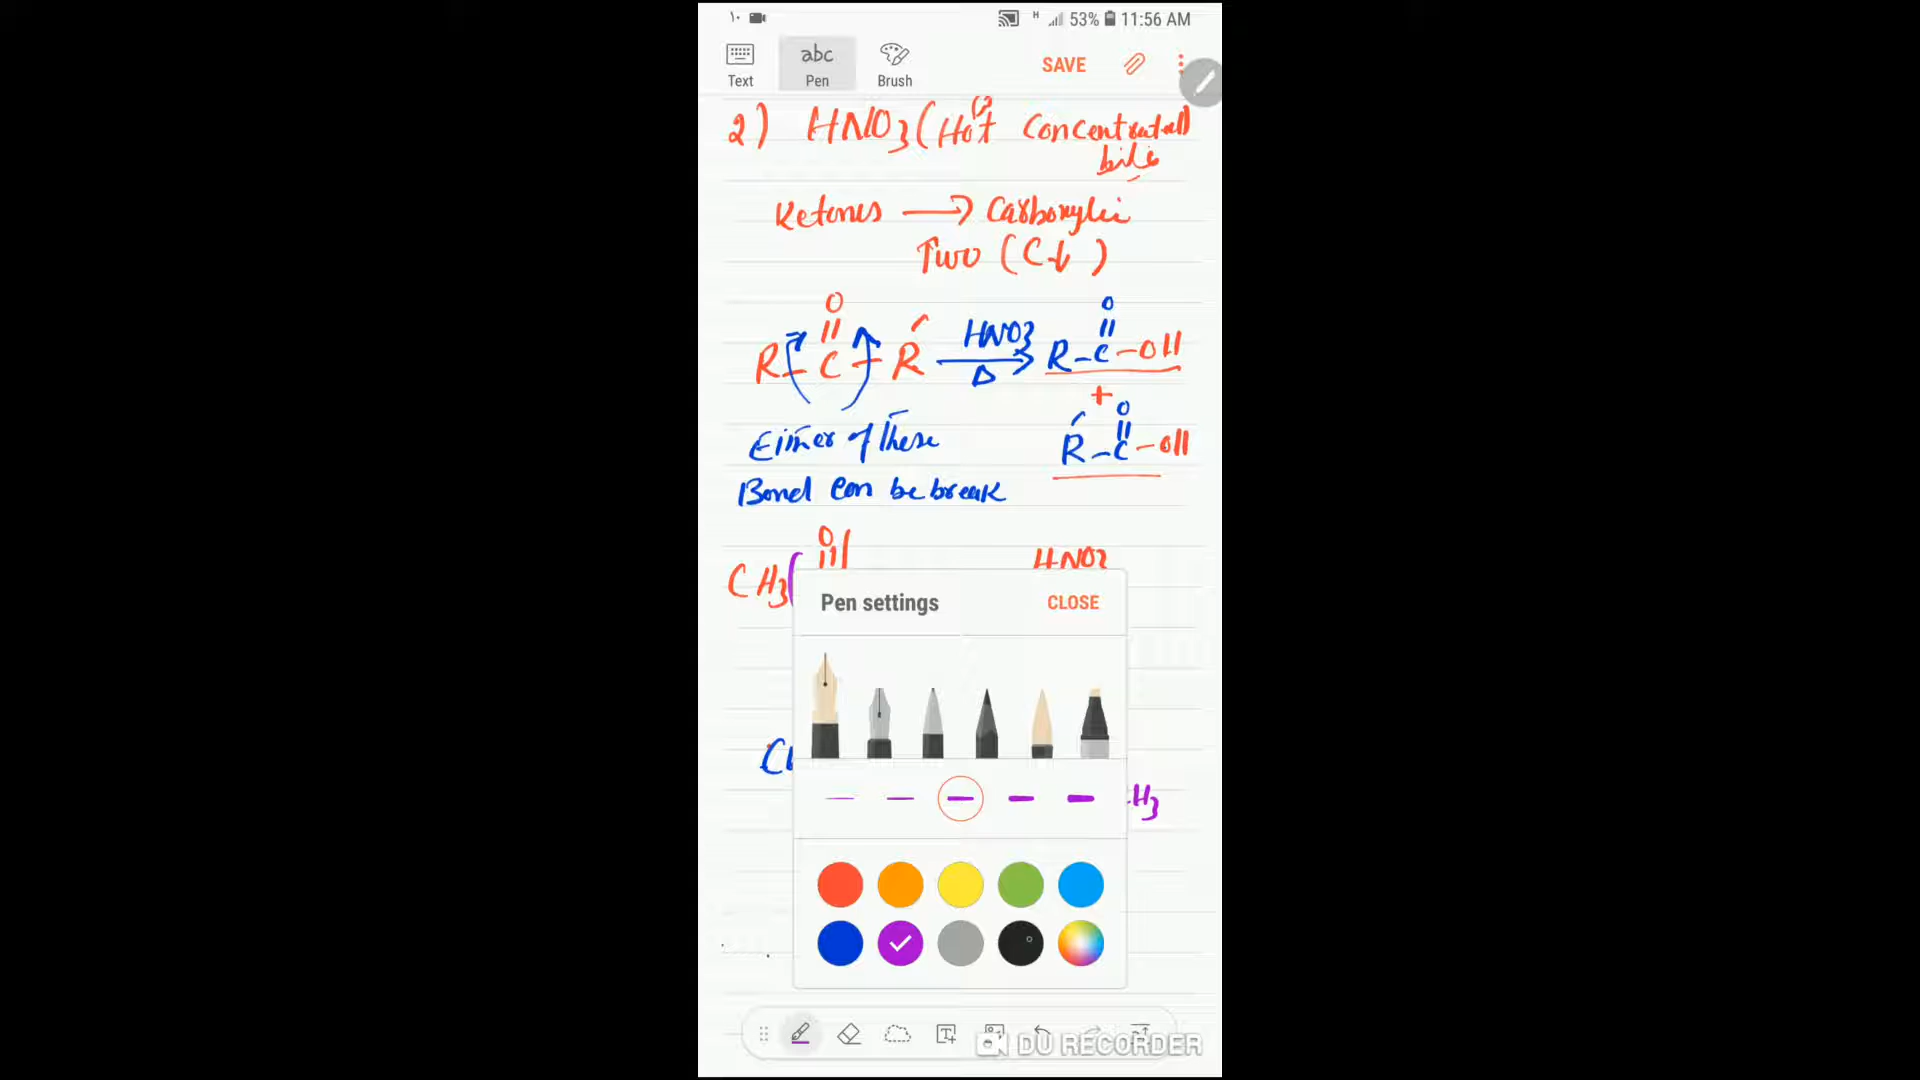 53% 11:56 AM
Text
abc
Pen
Brush
SAVE
2) HNO3 (Hot Concentrated
Ketones → Carboxylic
Two (C↓)
O
||
R-C-R' HNO3 → Δ
O
||
R-C-OH
+
O
||
R'-C-OH
Either of these
Bond can be break
O
||
CH3
Pen settings
CLOSE
H3
DU RECORDER